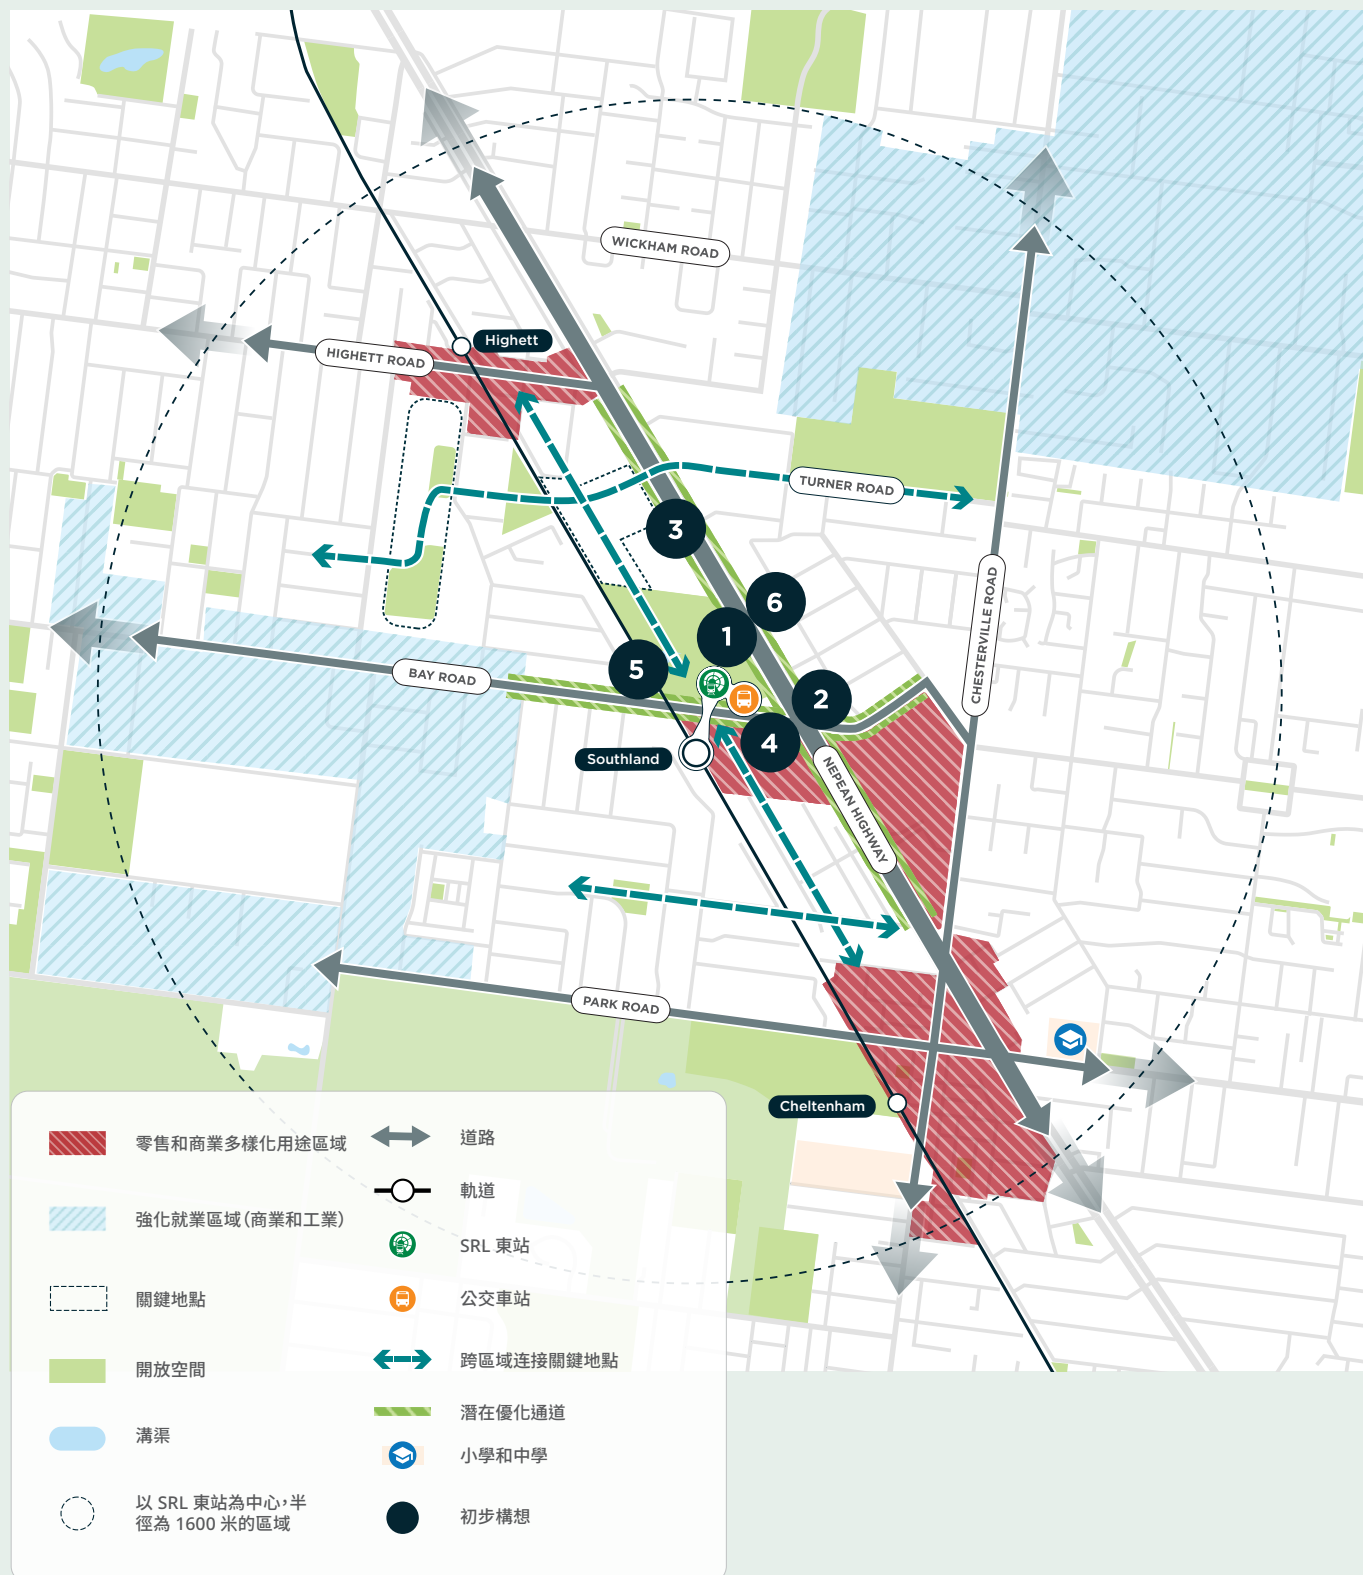 WICKHAM ROAD
Highett
HIGHETT ROAD
TURNER ROAD
3
CHESTERVILLE ROAD
6
1
5
BAY ROAD
2
4
Southland
NEPEAN HIGHWAY
PARK ROAD
Cheltenham
零售和商業多樣化用途區域
強化就業區域（商業和工業）
關鍵地點
開放空間
溝渠
以 SRL 東站為中心，半
徑為 1600 米的區域
道路
軌道
SRL 東站
公交車站
跨區域连接關鍵地點
潛在優化通道
小學和中學
初步構想